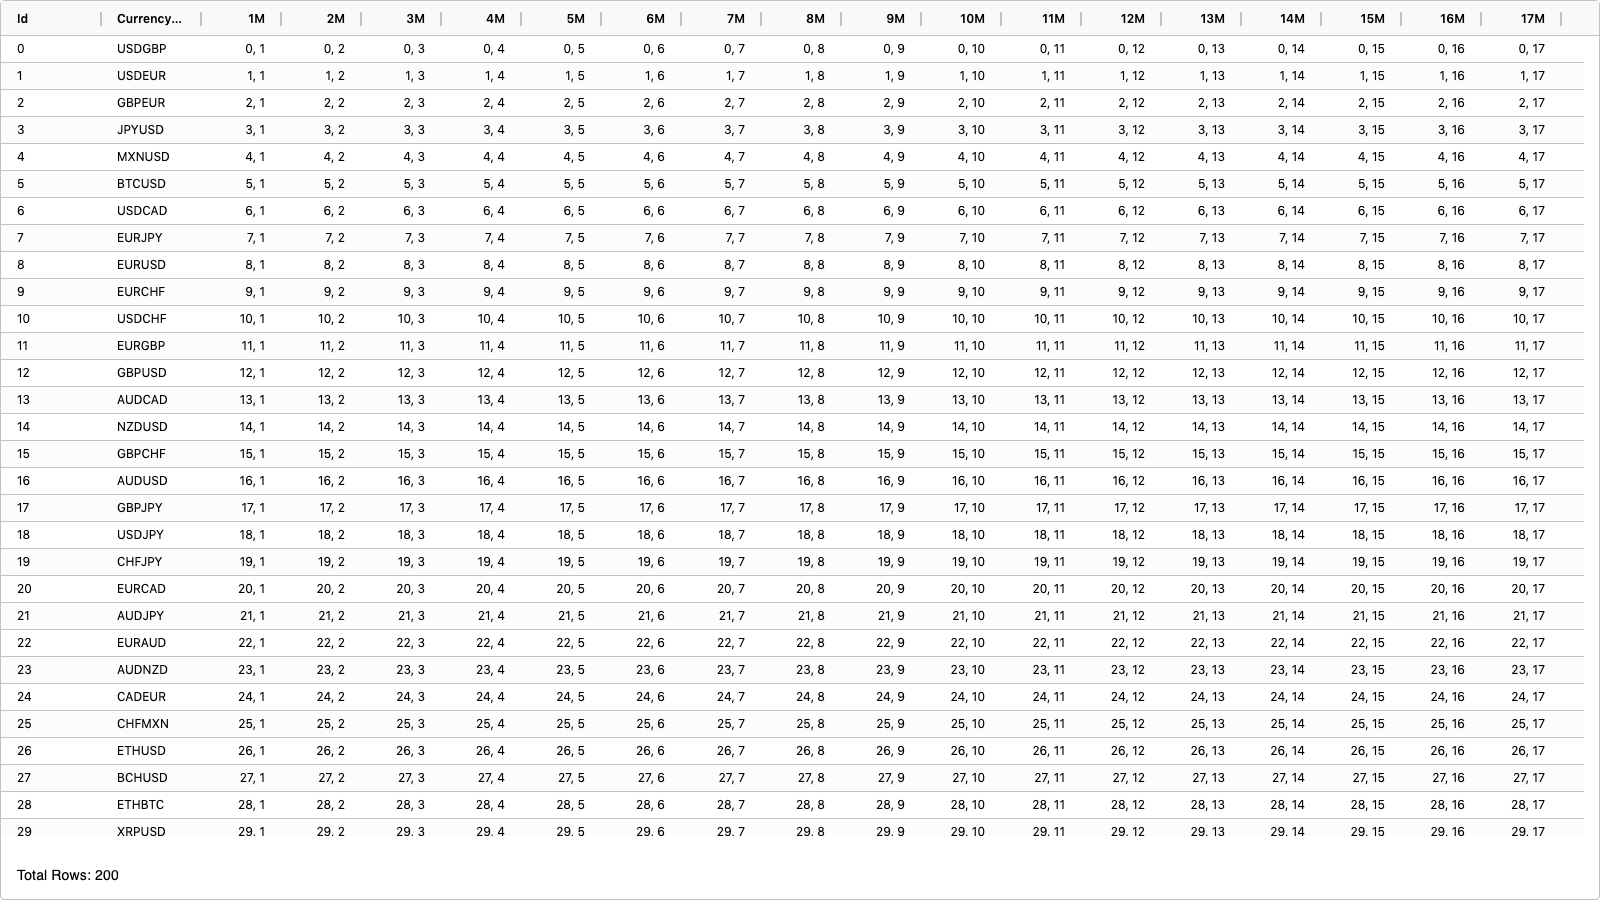 Id Currency... 1M 2M 3M 4M 5M 6M 7M 8M 9M 10M 11M 12M 13M 14M 15M 16M 17M
0 USDGBP 0, 1 0, 2 0, 3 0, 4 0, 5 0, 6 0, 7 0, 8 0, 9 0, 10 0, 11 0, 12 0, 13 0, 14 0, 15 0, 16 0, 17
1 USDEUR 1, 1 1, 2 1, 3 1, 4 1, 5 1, 6 1, 7 1, 8 1, 9 1, 10 1, 11 1, 12 1, 13 1, 14 1, 15 1, 16 1, 17
2 GBPEUR 2, 1 2, 2 2, 3 2, 4 2, 5 2, 6 2, 7 2, 8 2, 9 2, 10 2, 11 2, 12 2, 13 2, 14 2, 15 2, 16 2, 17
3 JPYUSD 3, 1 3, 2 3, 3 3, 4 3, 5 3, 6 3, 7 3, 8 3, 9 3, 10 3, 11 3, 12 3, 13 3, 14 3, 15 3, 16 3, 17
4 MXNUSD 4, 1 4, 2 4, 3 4, 4 4, 5 4, 6 4, 7 4, 8 4, 9 4, 10 4, 11 4, 12 4, 13 4, 14 4, 15 4, 16 4, 17
5 BTCUSD 5, 1 5, 2 5, 3 5, 4 5, 5 5, 6 5, 7 5, 8 5, 9 5, 10 5, 11 5, 12 5, 13 5, 14 5, 15 5, 16 5, 17
6 USDCAD 6, 1 6, 2 6, 3 6, 4 6, 5 6, 6 6, 7 6, 8 6, 9 6, 10 6, 11 6, 12 6, 13 6, 14 6, 15 6, 16 6, 17
7 EURJPY 7, 1 7, 2 7, 3 7, 4 7, 5 7, 6 7, 7 7, 8 7, 9 7, 10 7, 11 7, 12 7, 13 7, 14 7, 15 7, 16 7, 17
8 EURUSD 8, 1 8, 2 8, 3 8, 4 8, 5 8, 6 8, 7 8, 8 8, 9 8, 10 8, 11 8, 12 8, 13 8, 14 8, 15 8, 16 8, 17
9 EURCHF 9, 1 9, 2 9, 3 9, 4 9, 5 9, 6 9, 7 9, 8 9, 9 9, 10 9, 11 9, 12 9, 13 9, 14 9, 15 9, 16 9, 17
10 USDCHF 10, 1 10, 2 10, 3 10, 4 10, 5 10, 6 10, 7 10, 8 10, 9 10, 10 10, 11 10, 12 10, 13 10, 14 10, 15 10, 16 10, 17
11 EURGBP 11, 1 11, 2 11, 3 11, 4 11, 5 11, 6 11, 7 11, 8 11, 9 11, 10 11, 11 11, 12 11, 13 11, 14 11, 15 11, 16 11, 17
12 GBPUSD 12, 1 12, 2 12, 3 12, 4 12, 5 12, 6 12, 7 12, 8 12, 9 12, 10 12, 11 12, 12 12, 13 12, 14 12, 15 12, 16 12, 17
13 AUDCAD 13, 1 13, 2 13, 3 13, 4 13, 5 13, 6 13, 7 13, 8 13, 9 13, 10 13, 11 13, 12 13, 13 13, 14 13, 15 13, 16 13, 17
14 NZDUSD 14, 1 14, 2 14, 3 14, 4 14, 5 14, 6 14, 7 14, 8 14, 9 14, 10 14, 11 14, 12 14, 13 14, 14 14, 15 14, 16 14, 17
15 GBPCHF 15, 1 15, 2 15, 3 15, 4 15, 5 15, 6 15, 7 15, 8 15, 9 15, 10 15, 11 15, 12 15, 13 15, 14 15, 15 15, 16 15, 17
16 AUDUSD 16, 1 16, 2 16, 3 16, 4 16, 5 16, 6 16, 7 16, 8 16, 9 16, 10 16, 11 16, 12 16, 13 16, 14 16, 15 16, 16 16, 17
17 GBPJPY 17, 1 17, 2 17, 3 17, 4 17, 5 17, 6 17, 7 17, 8 17, 9 17, 10 17, 11 17, 12 17, 13 17, 14 17, 15 17, 16 17, 17
18 USDJPY 18, 1 18, 2 18, 3 18, 4 18, 5 18, 6 18, 7 18, 8 18, 9 18, 10 18, 11 18, 12 18, 13 18, 14 18, 15 18, 16 18, 17
19 CHFJPY 19, 1 19, 2 19, 3 19, 4 19, 5 19, 6 19, 7 19, 8 19, 9 19, 10 19, 11 19, 12 19, 13 19, 14 19, 15 19, 16 19, 17
20 EURCAD 20, 1 20, 2 20, 3 20, 4 20, 5 20, 6 20, 7 20, 8 20, 9 20, 10 20, 11 20, 12 20, 13 20, 14 20, 15 20, 16 20, 17
21 AUDJPY 21, 1 21, 2 21, 3 21, 4 21, 5 21, 6 21, 7 21, 8 21, 9 21, 10 21, 11 21, 12 21, 13 21, 14 21, 15 21, 16 21, 17
22 EURAUD 22, 1 22, 2 22, 3 22, 4 22, 5 22, 6 22, 7 22, 8 22, 9 22, 10 22, 11 22, 12 22, 13 22, 14 22, 15 22, 16 22, 17
23 AUDNZD 23, 1 23, 2 23, 3 23, 4 23, 5 23, 6 23, 7 23, 8 23, 9 23, 10 23, 11 23, 12 23, 13 23, 14 23, 15 23, 16 23, 17
24 CADEUR 24, 1 24, 2 24, 3 24, 4 24, 5 24, 6 24, 7 24, 8 24, 9 24, 10 24, 11 24, 12 24, 13 24, 14 24, 15 24, 16 24, 17
25 CHFMXN 25, 1 25, 2 25, 3 25, 4 25, 5 25, 6 25, 7 25, 8 25, 9 25, 10 25, 11 25, 12 25, 13 25, 14 25, 15 25, 16 25, 17
26 ETHUSD 26, 1 26, 2 26, 3 26, 4 26, 5 26, 6 26, 7 26, 8 26, 9 26, 10 26, 11 26, 12 26, 13 26, 14 26, 15 26, 16 26, 17
27 BCHUSD 27, 1 27, 2 27, 3 27, 4 27, 5 27, 6 27, 7 27, 8 27, 9 27, 10 27, 11 27, 12 27, 13 27, 14 27, 15 27, 16 27, 17
28 ETHBTC 28, 1 28, 2 28, 3 28, 4 28, 5 28, 6 28, 7 28, 8 28, 9 28, 10 28, 11 28, 12 28, 13 28, 14 28, 15 28, 16 28, 17
29 XRPUSD 29, 1 29, 2 29, 3 29, 4 29, 5 29, 6 29, 7 29, 8 29, 9 29, 10 29, 11 29, 12 29, 13 29, 14 29, 15 29, 16 29, 17
Total Rows: 200